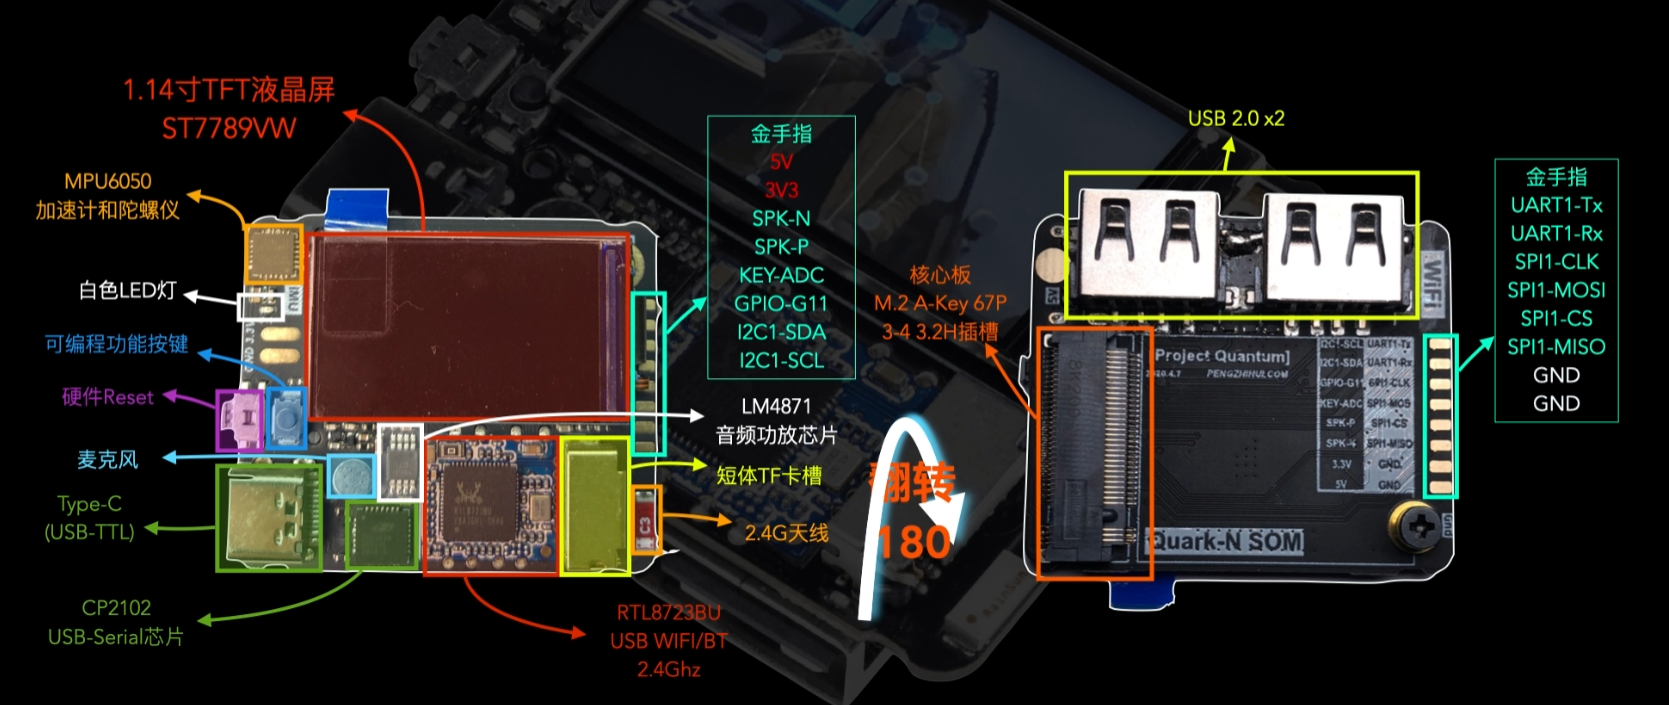 1.14寸TFT液晶屏
ST7789VW
MPU6050
加速计和陀螺仪
白色LED灯
可编程功能按键
硬件Reset
麦克风
Type-C
(USB-TTL)
CP2102
USB-Serial芯片
IMU
GND 3.3V
C3
金手指
5V
3V3
SPK-N
SPK-P
KEY-ADC
GPIO-G11
I2C1-SDA
I2C1-SCL
LM4871
音频功放芯片
短体TF卡槽
2.4G天线
RTL8723BU
USB WIFI/BT
2.4Ghz
翻转
180
USB 2.0 x2
核心板
M.2 A-Key 67P
3-4 3.2H插槽
WiFi
Project Quantum]
PENGZHIHUI.COM
I2C1-SCL UART1-Tx
I2C1-SDA UART1-Rx
GPIO-G11 SPI1-CLK
KEY-ADC SPI1-MOS
SPK-P SPI1-CS
SPK-N SPI1-MISO
3.3V GND
5V GND
Quark-N SOM
金手指
UART1-Tx
UART1-Rx
SPI1-CLK
SPI1-MOSI
SPI1-CS
SPI1-MISO
GND
GND